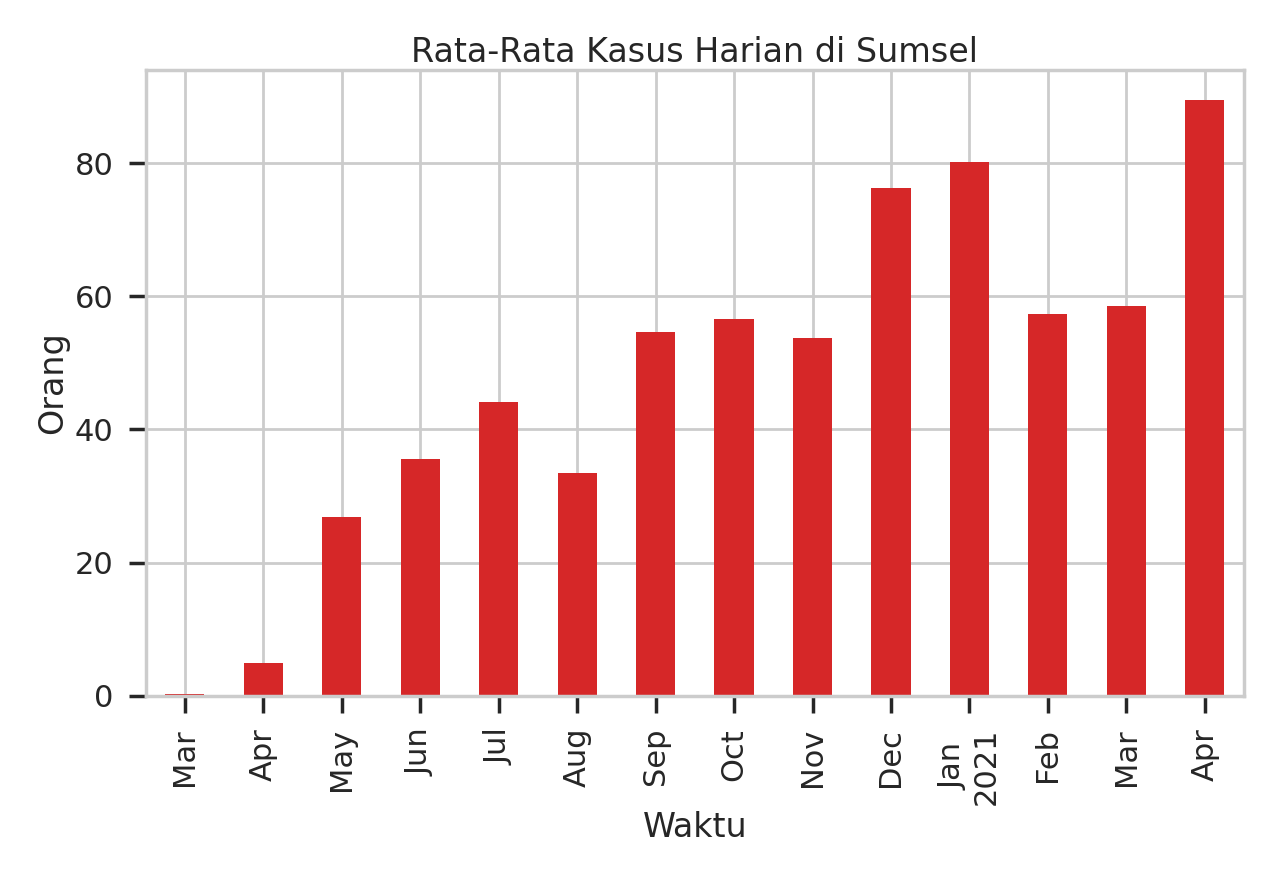 Rata-Rata Kasus Harian di Sumsel
Orang
80
60
40
20
0
Mar
Apr
May
Jun
Jul
Aug
Sep
Oct
Nov
Dec
Jan
2021
Feb
Mar
Apr
Waktu